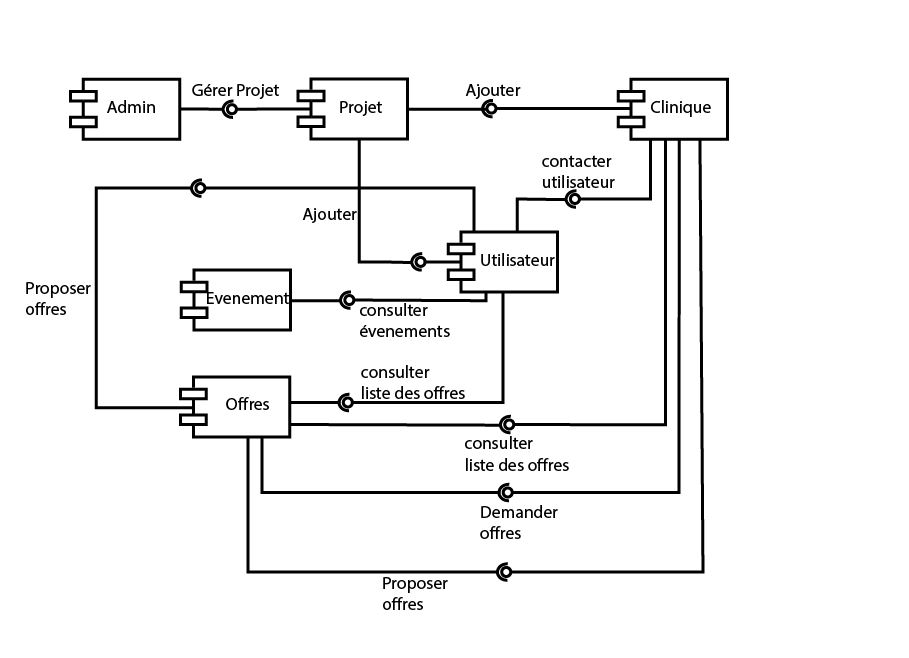 Gérer Projet
Ajouter
Admin
Projet
Clinique
contacter
utilisateur
Ajouter
Utilisateur
Proposer
offres
Evenement
consulter
évenements
consulter
liste des offres
Offres
consulter
liste des offres
Demander
offres
Proposer
offres